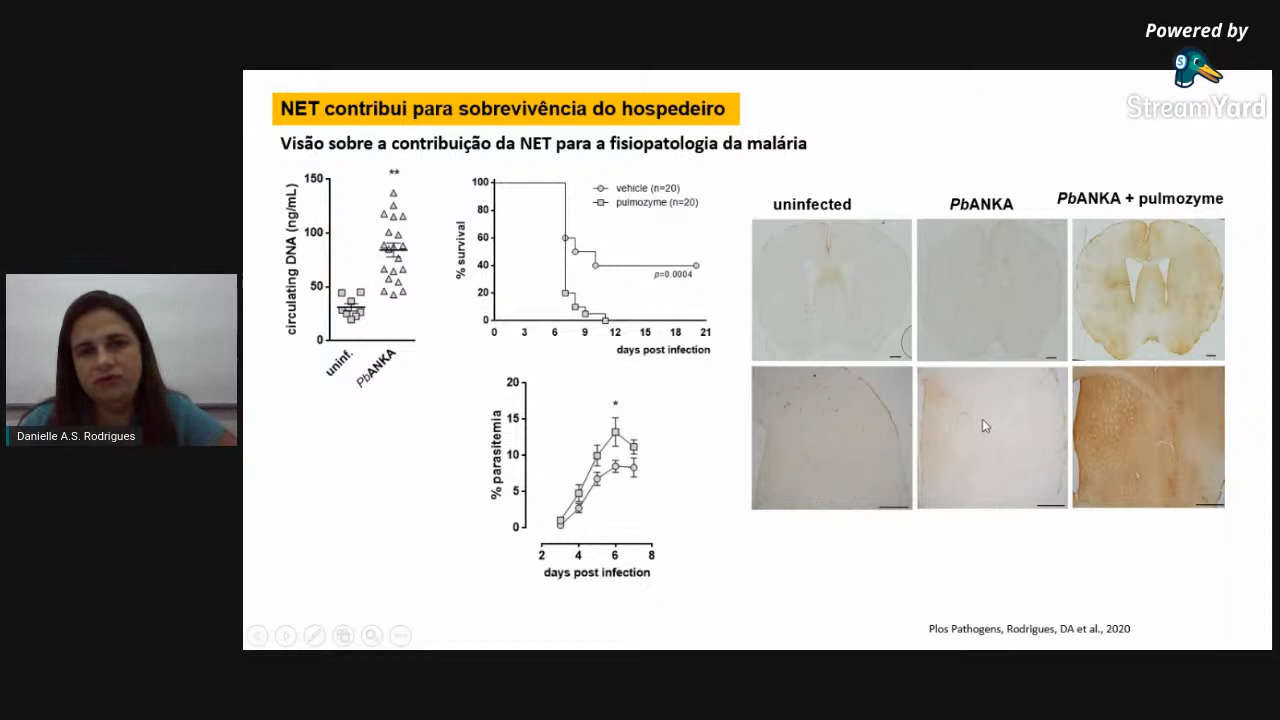 Powered by
StreamYard
NET contribui para sobrevivência do hospedeiro
Visão sobre a contribuição da NET para a fisiopatologia da malária
circulating DNA (ng/mL)
150
100
50
0
**
uninf.
PbANKA
% survival
100
80
60
40
20
0
vehicle (n=20)
pulmozyme (n=20)
p=0.0004
0 3 6 9 12 15 18 21
days post infection
% parasitemia
20
15
10
5
0
*
2 4 6 8
days post infection
uninfected
PbANKA
PbANKA + pulmozyme
Danielle A.S. Rodrigues
Plos Pathogens, Rodrigues, DA et al., 2020